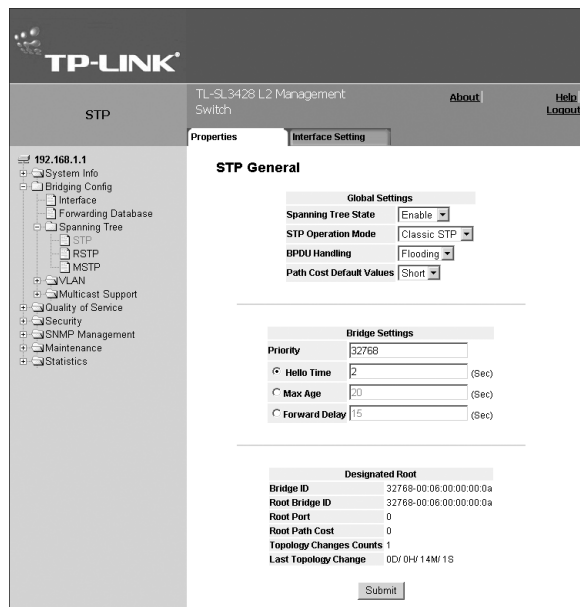 TP-LINK
STP
TL-SL3428 L2 Management
Switch
About
Help
Logout
Properties
Interface Setting
192.168.1.1
System Info
Bridging Config
Interface
Forwarding Database
Spanning Tree
STP
RSTP
MSTP
VLAN
Multicast Support
Quality of Service
Security
SNMP Management
Maintenance
Statistics
STP General
Global Settings
Spanning Tree State Enable
STP Operation Mode Classic STP
BPDU Handling Flooding
Path Cost Default Values Short
Bridge Settings
Priority 32768
Hello Time 2 (Sec)
Max Age 20 (Sec)
Forward Delay 15 (Sec)
Designated Root
Bridge ID 32768-00:06:00:00:00:0a
Root Bridge ID 32768-00:06:00:00:00:0a
Root Port 0
Root Path Cost 0
Topology Changes Counts 1
Last Topology Change 0D/ 0H/ 14M/ 1S
Submit